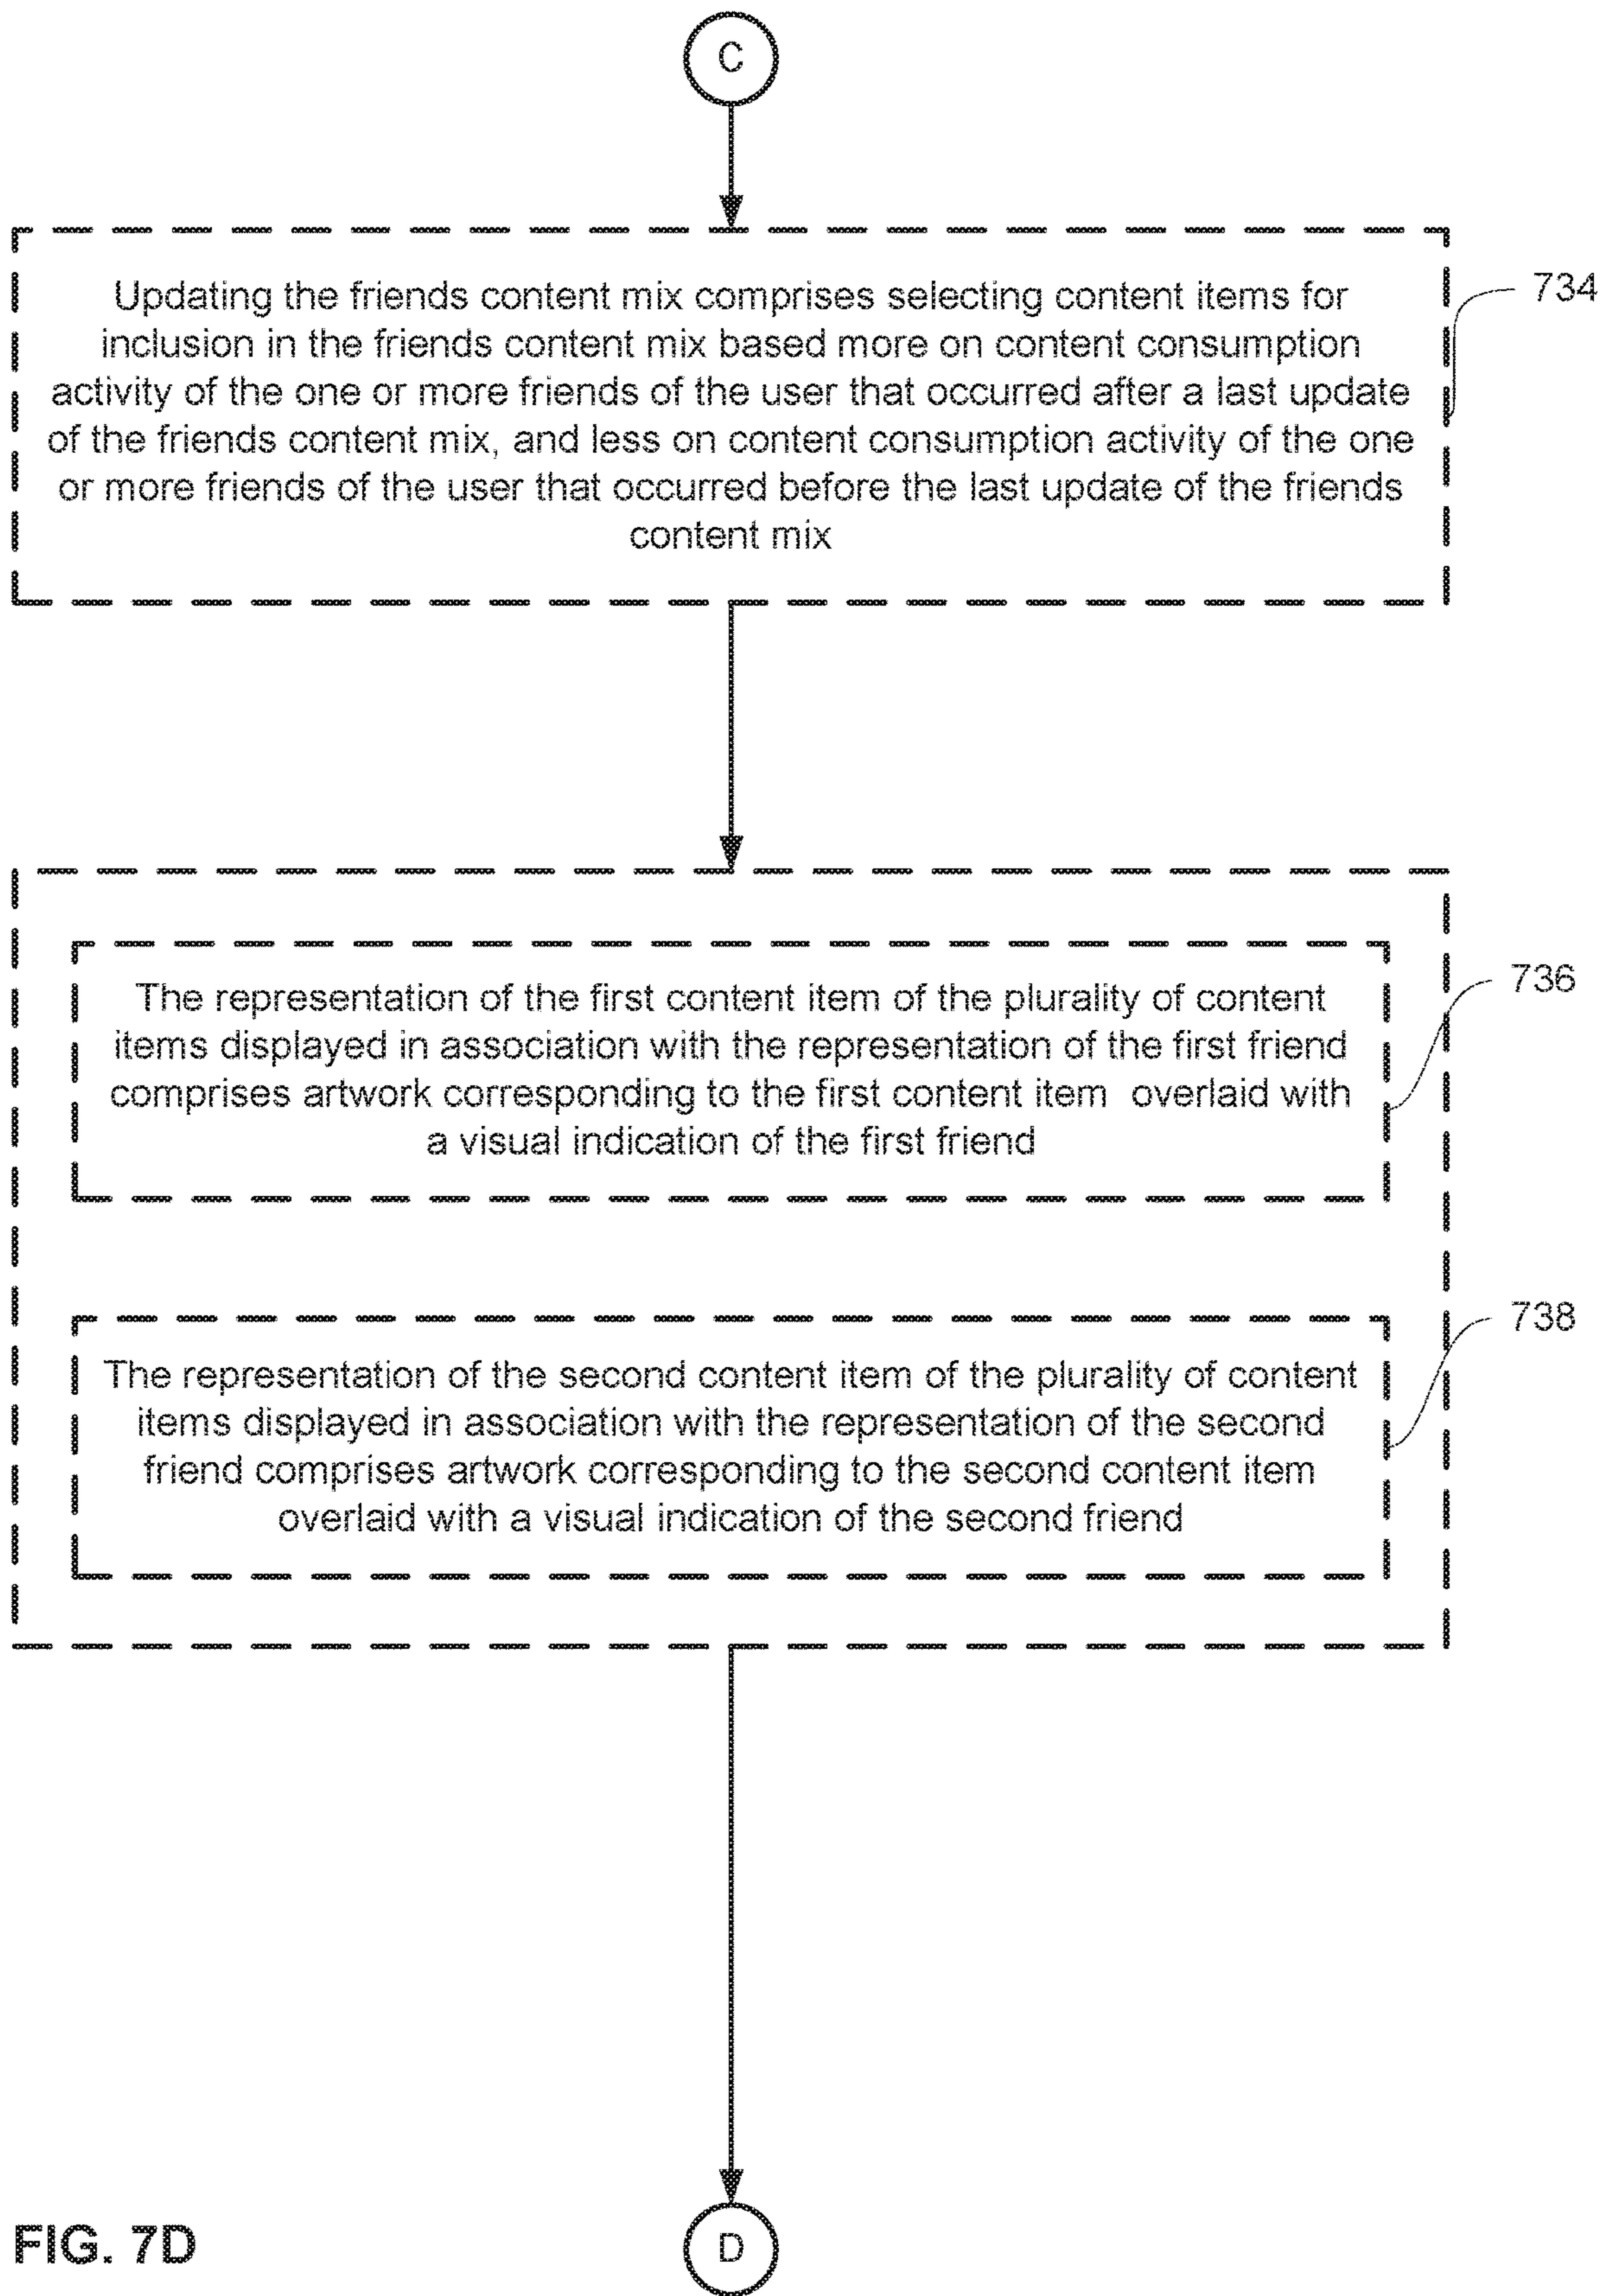 C
Updating the friends content mix comprises selecting content items for
inclusion in the friends content mix based more on content consumption
activity of the one or more friends of the user that occurred after a last update
of the friends content mix, and less on content consumption activity of the one
or more friends of the user that occurred before the last update of the friends
content mix
734
The representation of the first content item of the plurality of content
items displayed in association with the representation of the first friend
comprises artwork corresponding to the first content item overlaid with
a visual indication of the first friend
736
The representation of the second content item of the plurality of content
items displayed in association with the representation of the second
friend comprises artwork corresponding to the second content item
overlaid with a visual indication of the second friend
738
FIG. 7D
D